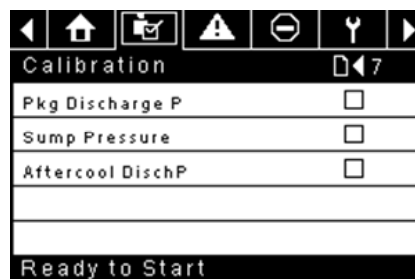 Calibration 7
Pkg Discharge P
Sump Pressure
Aftercool DischP
Ready to Start